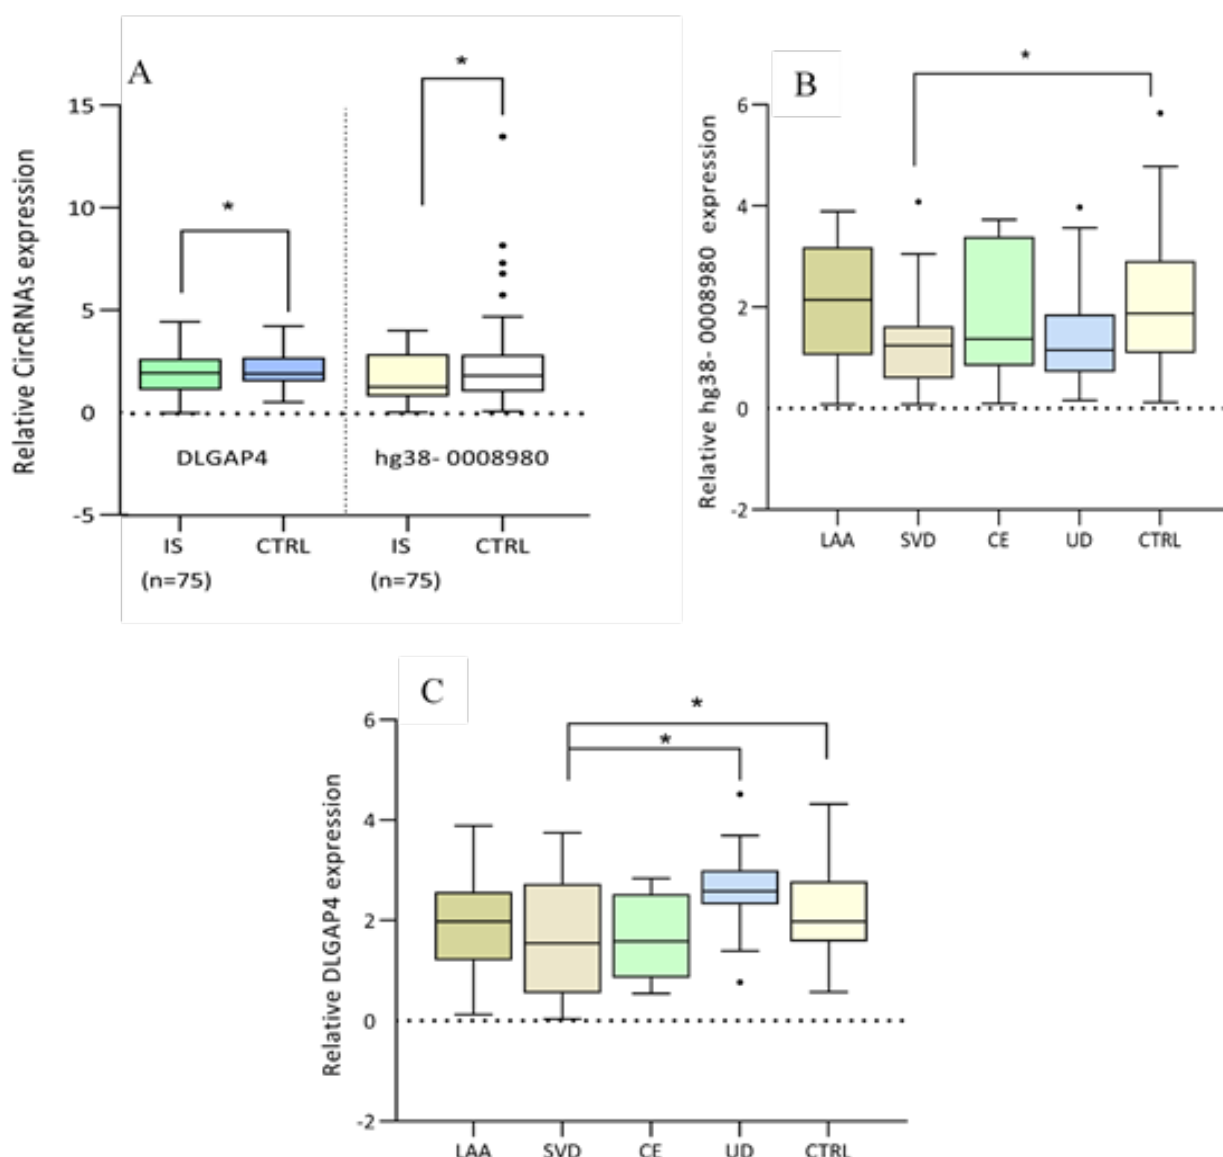 A
*
*
15
10
5
0
-5
Relative CircRNAs expression
DLGAP4
hg38- 0008980
IS CTRL IS CTRL
(n=75) (n=75)
B
*
6
4
2
0
-2
Relative hg38- 0008980 expression
LAA SVD CE UD CTRL
C
*
*
6
4
2
0
-2
Relative DLGAP4 expression
LAA SVD CE UD CTRL